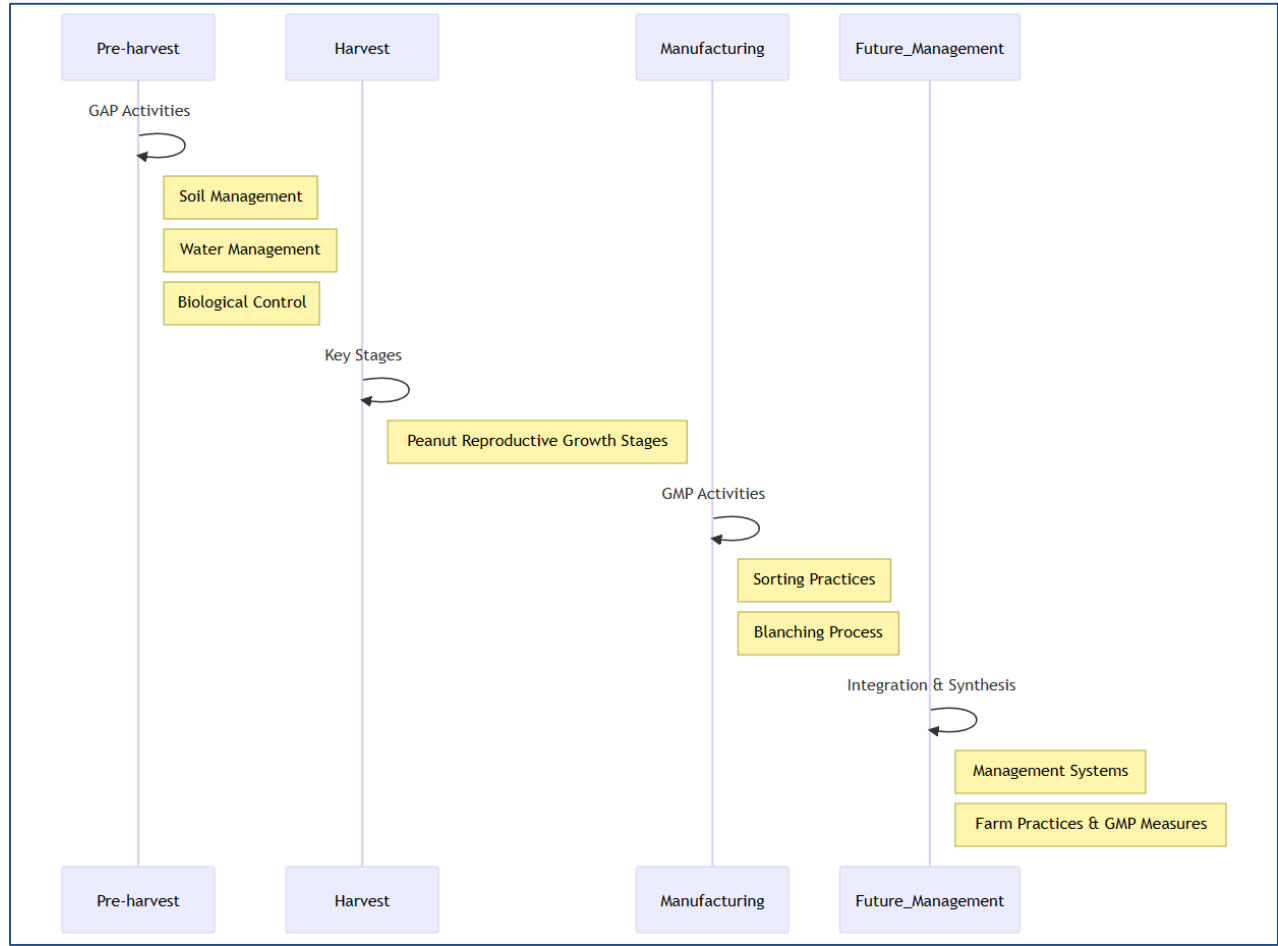 Pre-harvest
Harvest
Manufacturing
Future_Management
GAP Activities
Soil Management
Water Management
Biological Control
Key Stages
Peanut Reproductive Growth Stages
GMP Activities
Sorting Practices
Blanching Process
Integration & Synthesis
Management Systems
Farm Practices & GMP Measures
Pre-harvest
Harvest
Manufacturing
Future_Management